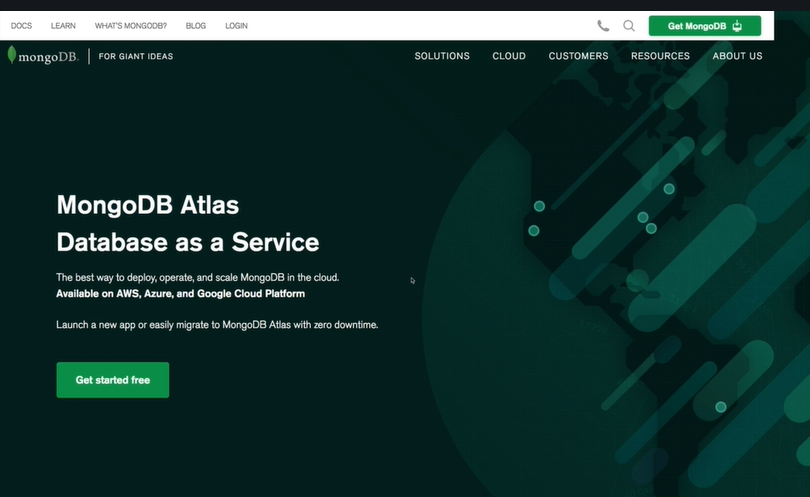 DOCS LEARN WHAT'S MONGODB? BLOG LOGIN Get MongoDB
mongoDB. FOR GIANT IDEAS SOLUTIONS CLOUD CUSTOMERS RESOURCES ABOUT US
MongoDB Atlas
Database as a Service
The best way to deploy, operate, and scale MongoDB in the cloud.
Available on AWS, Azure, and Google Cloud Platform
Launch a new app or easily migrate to MongoDB Atlas with zero downtime.
Get started free